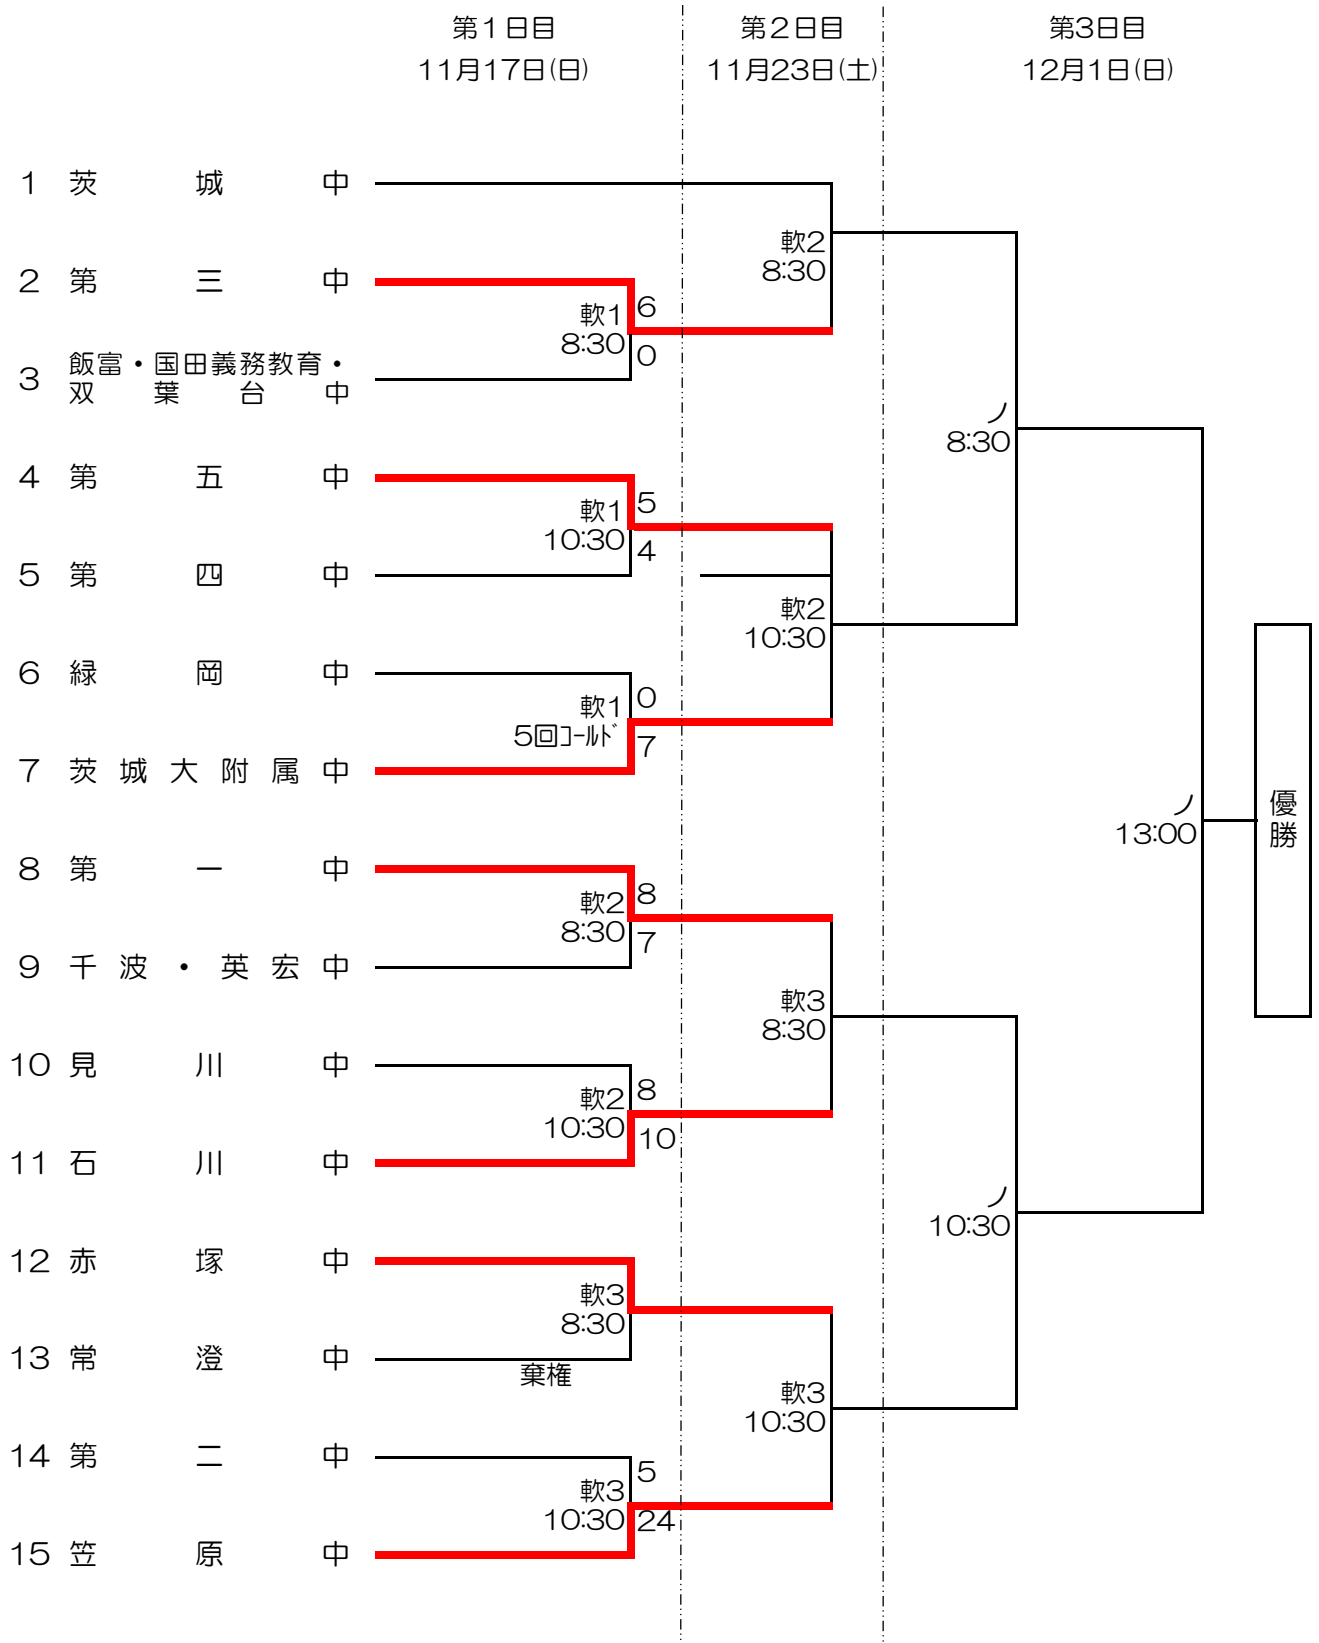 第1日目
11月17日(日)
第2日目
11月23日(土)
第3日目
12月1日(日)
1 茨城中
軟2
8:30
2 第三中
軟1
8:30
6
0
3 飯富・国田義務教育・
双葉台中
ノ
8:30
4 第五中
軟1
10:30
5
4
5 第四中
軟2
10:30
6 緑岡中
軟1
5回コールド
0
7
7 茨城大附属中
優勝
ノ
13:00
8 第一中
軟2
8:30
8
7
9 千波・英宏中
軟3
8:30
10 見川中
軟2
10:30
8
10
11 石川中
ノ
10:30
12 赤塚中
軟3
8:30
13 常澄中
棄権
軟3
10:30
14 第二中
軟3
10:30
5
24
15 笠原中